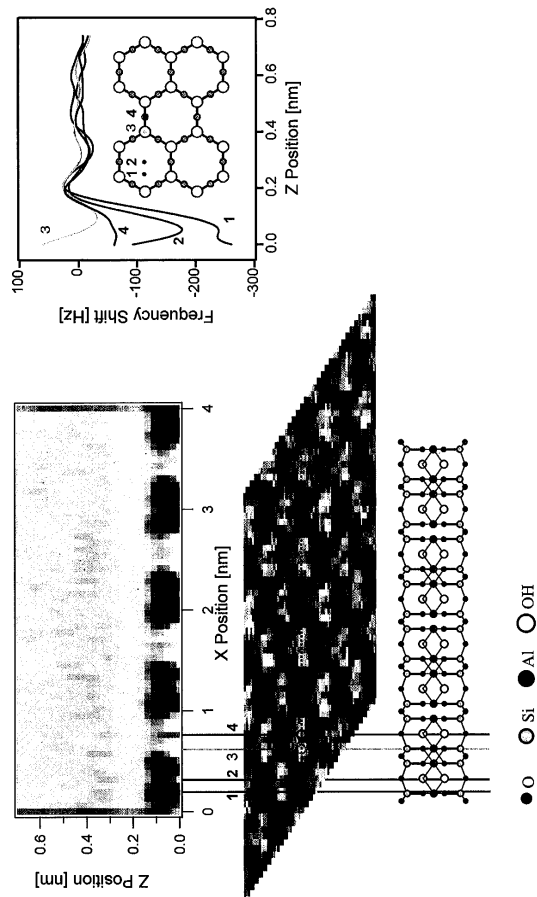 Z Position [nm]
0.6
0.4
0.2
0.0
0 1 2 3 4
X Position [nm]
1 2 3 4
O Si Al OH
Frequency Shift [Hz]
100
0
-100
-200
-300
3
4
2
1
1 2 3 4
0.0 0.2 0.4 0.6 0.8
Z Position [nm]